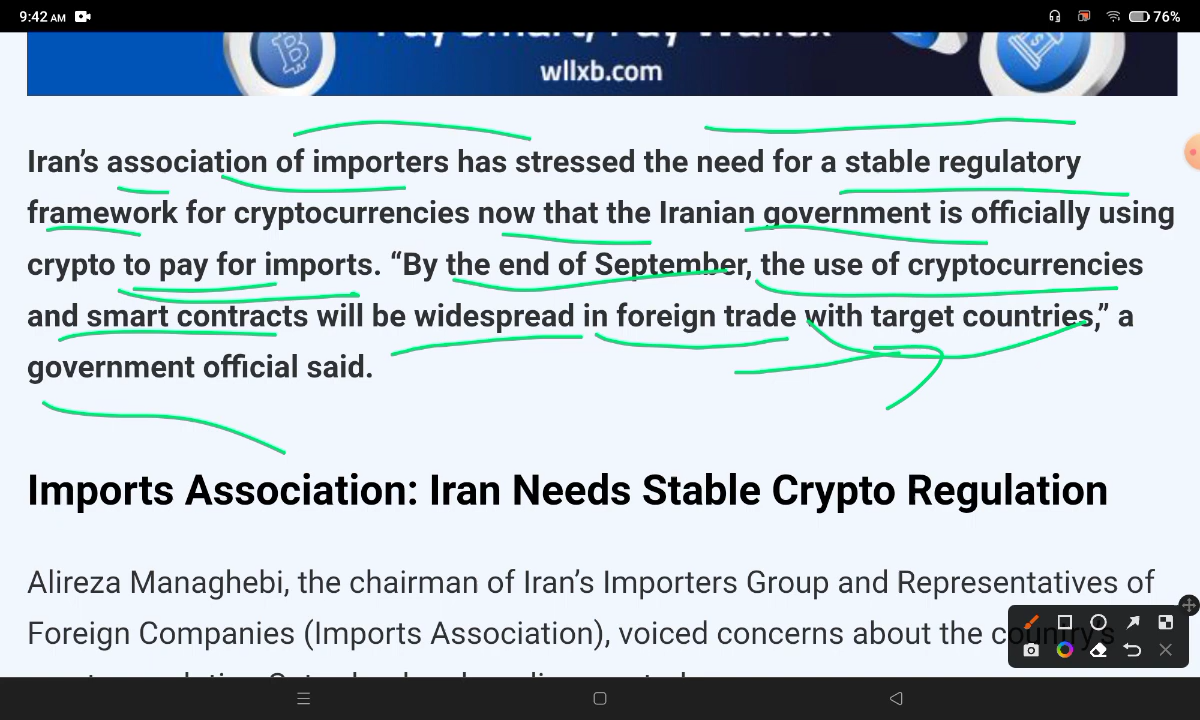 9:42 AM
76%
Pay Smart, Pay Wallex
wllxb.com
Iran’s association of importers has stressed the need for a stable regulatory
framework for cryptocurrencies now that the Iranian government is officially using
crypto to pay for imports. “By the end of September, the use of cryptocurrencies
and smart contracts will be widespread in foreign trade with target countries,” a
government official said.
Imports Association: Iran Needs Stable Crypto Regulation
Alireza Managhebi, the chairman of Iran’s Importers Group and Representatives of
Foreign Companies (Imports Association), voiced concerns about the country's